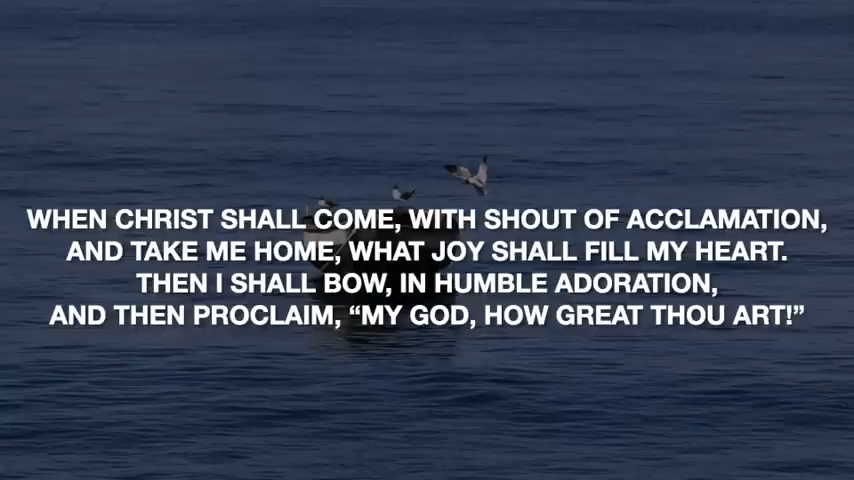 WHEN CHRIST SHALL COME, WITH SHOUT OF ACCLAMATION,
AND TAKE ME HOME, WHAT JOY SHALL FILL MY HEART.
THEN I SHALL BOW, IN HUMBLE ADORATION,
AND THEN PROCLAIM, “MY GOD, HOW GREAT THOU ART!”